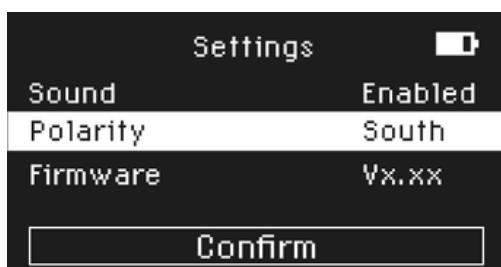 Settings
Sound Enabled
Polarity South
Firmware Vx.xx
Confirm